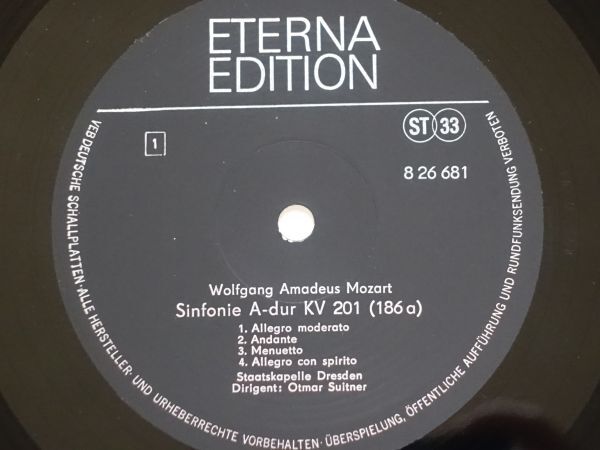 ETERNA
EDITION
ST 33
1
8 26 681
Wolfgang Amadeus Mozart
Sinfonie A-dur KV 201 (186a)
1. Allegro moderato
2. Andante
3. Menuetto
4. Allegro con spirito
Staatskapelle Dresden
Dirigent: Otmar Suitner
VEB DEUTSCHE SCHALLPLATTEN · ALLE HERSTELLER- UND URHEBERRECHTE VORBEHALTEN · ÜBERSPIELUNG, ÖFFENTLICHE AUFFÜHRUNG UND RUNDFUNKSENDUNG VERBOTEN